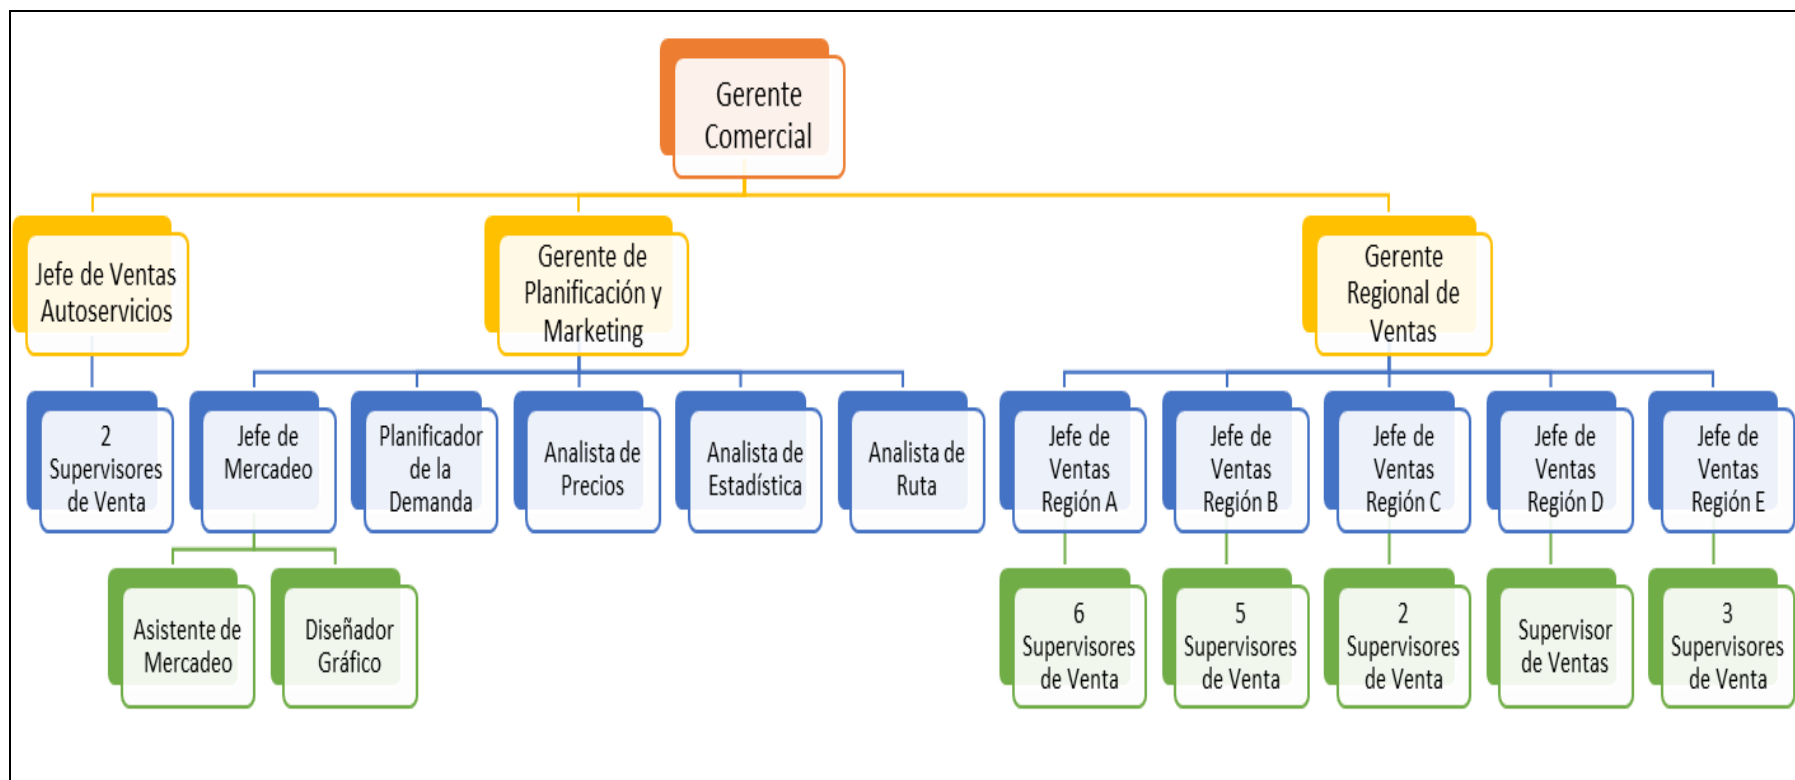 Gerente
Comercial
Jefe de Ventas
Autoservicios
Gerente de
Planificación y
Marketing
Gerente
Regional de
Ventas
2
Supervisores
de Venta
Jefe de
Mercadeo
Planificador
de la
Demanda
Analista de
Precios
Analista de
Estadística
Analista de
Ruta
Jefe de
Ventas
Región A
Jefe de
Ventas
Región B
Jefe de
Ventas
Región C
Jefe de
Ventas
Región D
Jefe de
Ventas
Región E
Asistente de
Mercadeo
Diseñador
Gráfico
6
Supervisores
de Venta
5
Supervisores
de Venta
2
Supervisores
de Venta
Supervisor
de Ventas
3
Supervisores
de Venta